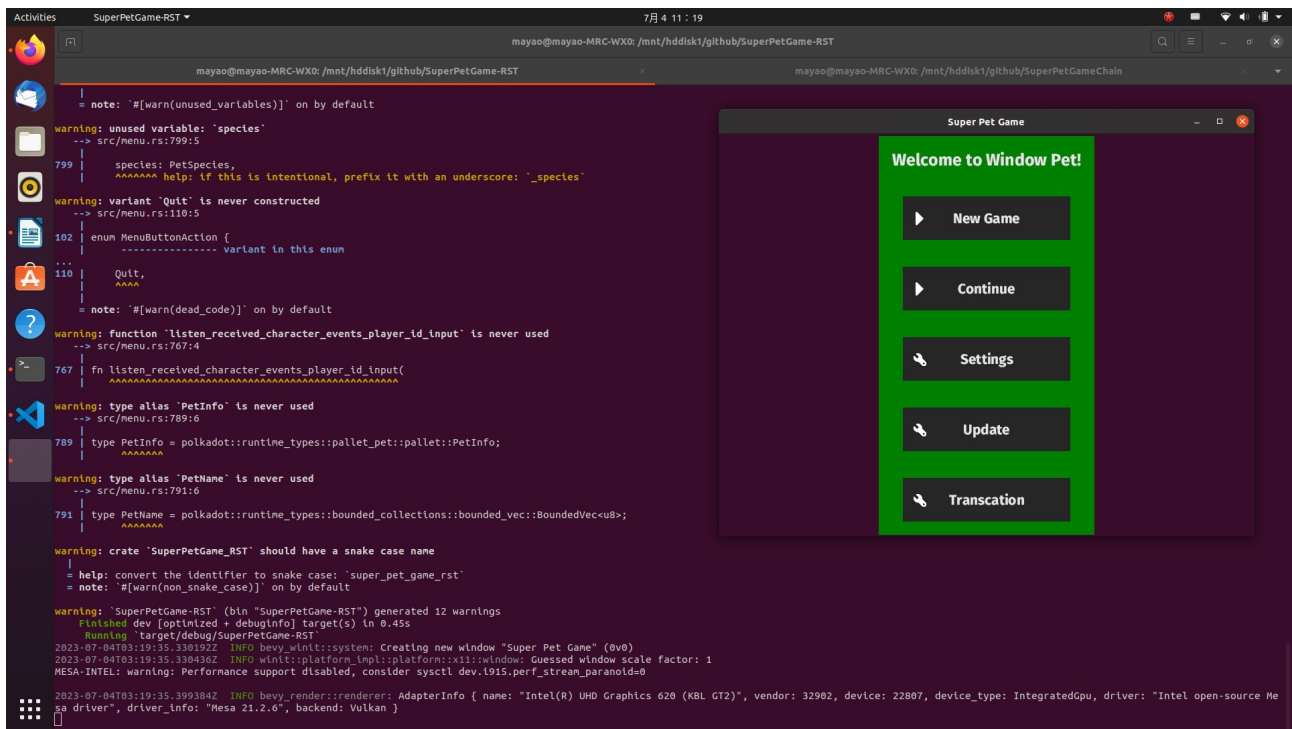 Activities SuperPetGame-RST 7月 4 11：19
mayao@mayao-MRC-WX0: /mnt/hddisk1/github/SuperPetGame-RST
mayao@mayao-MRC-WX0: /mnt/hddisk1/github/SuperPetGame-RST × mayao@mayao-MRC-WX0: /mnt/hddisk1/github/SuperPetGameChain
|
= note: `#[warn(unused_variables)]` on by default
warning: unused variable: `species`
--> src/menu.rs:799:5
|
799 | species: PetSpecies,
| ^^^^^^^ help: if this is intentional, prefix it with an underscore: `_species`
warning: variant `Quit` is never constructed
--> src/menu.rs:110:5
|
102 | enum MenuButtonAction {
| ---------------- variant in this enum
...
110 | Quit,
| ^^^^
|
= note: `#[warn(dead_code)]` on by default
warning: function `listen_received_character_events_player_id_input` is never used
--> src/menu.rs:767:4
|
767 | fn listen_received_character_events_player_id_input(
| ^^^^^^^^^^^^^^^^^^^^^^^^^^^^^^^^^^^^^^^^^^^^^^^^
warning: type alias `PetInfo` is never used
--> src/menu.rs:789:6
|
789 | type PetInfo = polkadot::runtime_types::pallet_pet::pallet::PetInfo;
| ^^^^^^^
warning: type alias `PetName` is never used
--> src/menu.rs:791:6
|
791 | type PetName = polkadot::runtime_types::bounded_collections::bounded_vec::BoundedVec<u8>;
| ^^^^^^^
warning: crate `SuperPetGame_RST` should have a snake case name
|
= help: convert the identifier to snake case: `super_pet_game_rst`
= note: `#[warn(non_snake_case)]` on by default
warning: `SuperPetGame-RST` (bin "SuperPetGame-RST") generated 12 warnings
Finished dev [optimized + debuginfo] target(s) in 0.45s
Running `target/debug/SuperPetGame-RST`
2023-07-04T03:19:35.330192Z INFO bevy_winit::system: Creating new window "Super Pet Game" (0v0)
2023-07-04T03:19:35.330436Z INFO winit::platform_impl::platform::x11::window: Guessed window scale factor: 1
MESA-INTEL: warning: Performance support disabled, consider sysctl dev.i915.perf_stream_paranoid=0
2023-07-04T03:19:35.399384Z INFO bevy_render::renderer: AdapterInfo { name: "Intel(R) UHD Graphics 620 (KBL GT2)", vendor: 32902, device: 22807, device_type: IntegratedGpu, driver: "Intel open-source Me
sa driver", driver_info: "Mesa 21.2.6", backend: Vulkan }
Super Pet Game
Welcome to Window Pet!
New Game
Continue
Settings
Update
Transcation